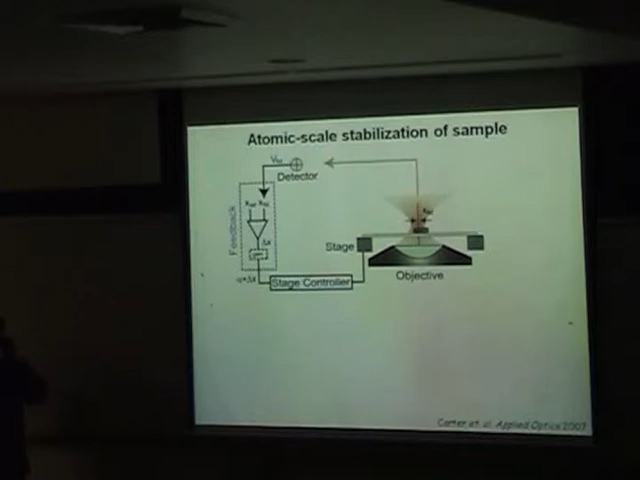 Atomic-scale stabilization of sample
Detector
Feedback
Stage
Stage Controller
Objective
Carter, et. al. Applied Optics 2007